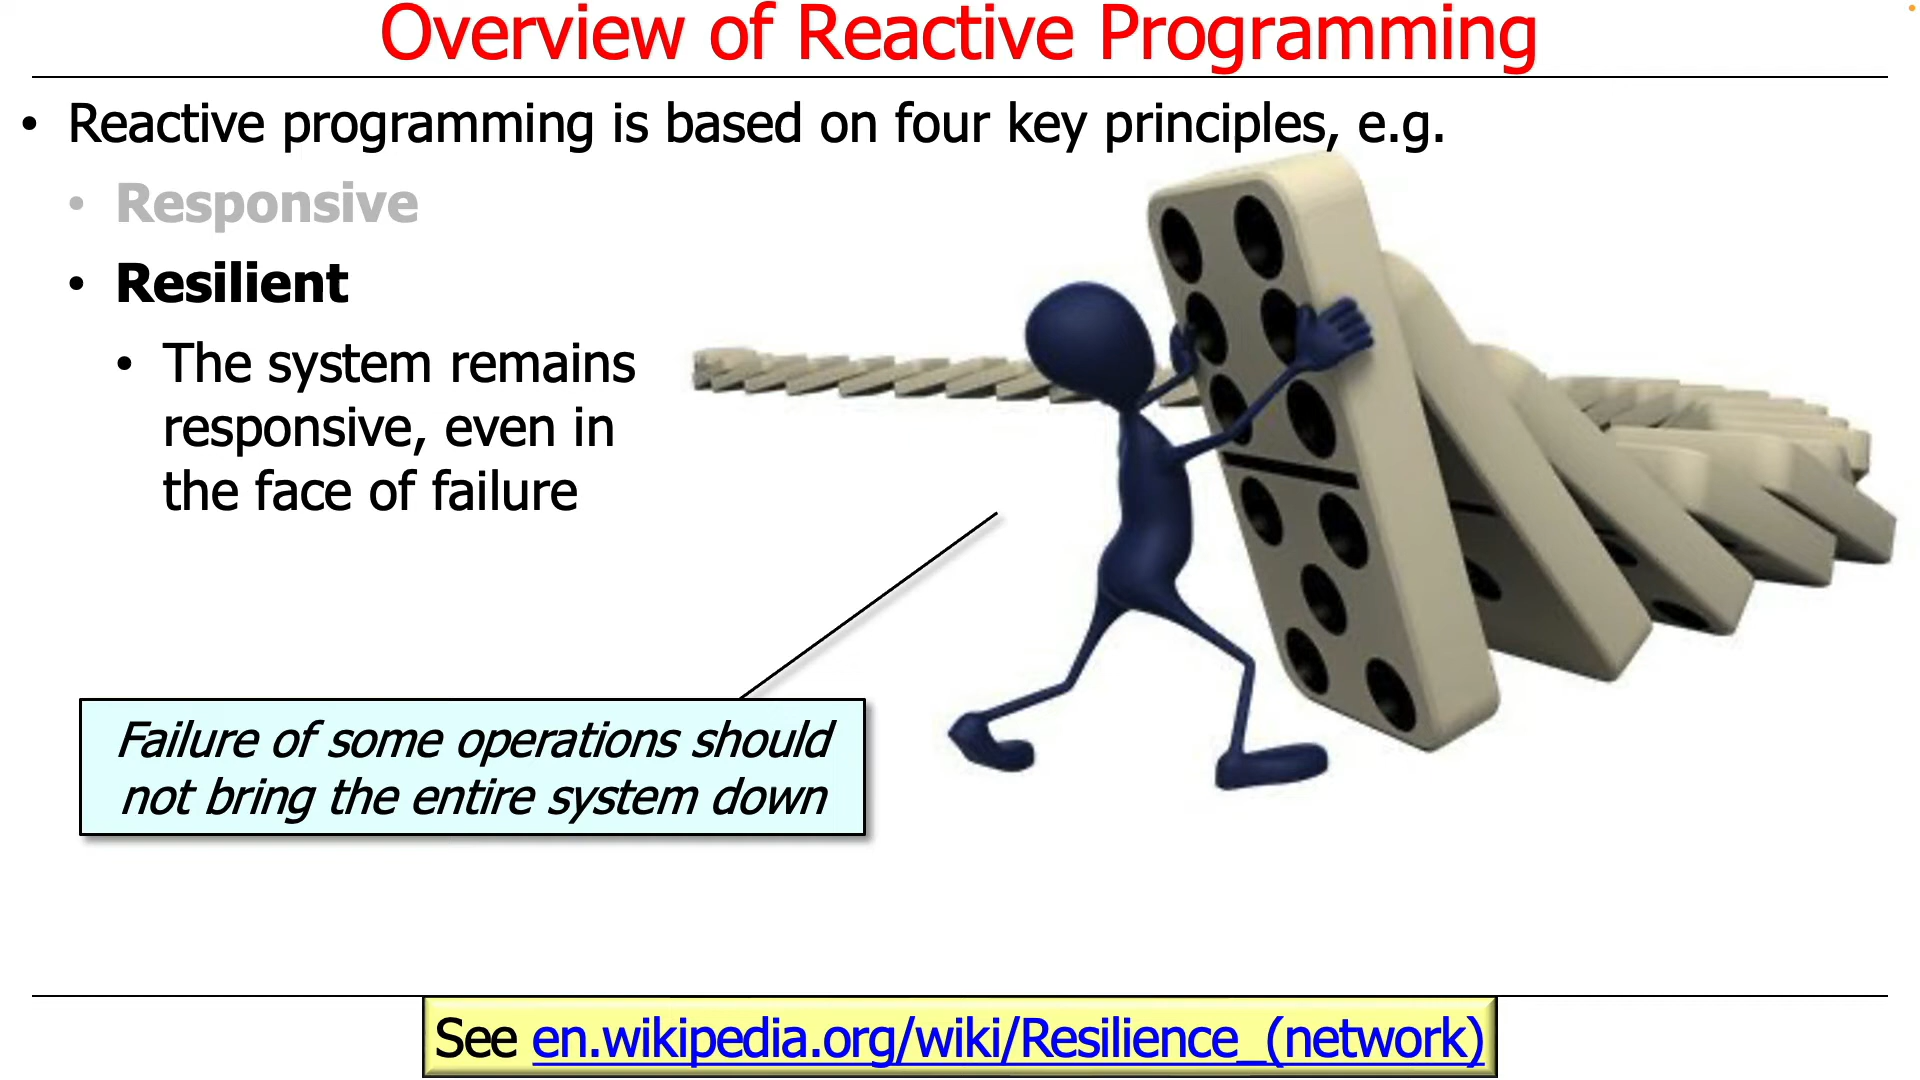 Overview of Reactive Programming
• Reactive programming is based on four key principles, e.g.
• Responsive
• Resilient
• The system remains
responsive, even in
the face of failure
Failure of some operations should
not bring the entire system down
See en.wikipedia.org/wiki/Resilience_(network)